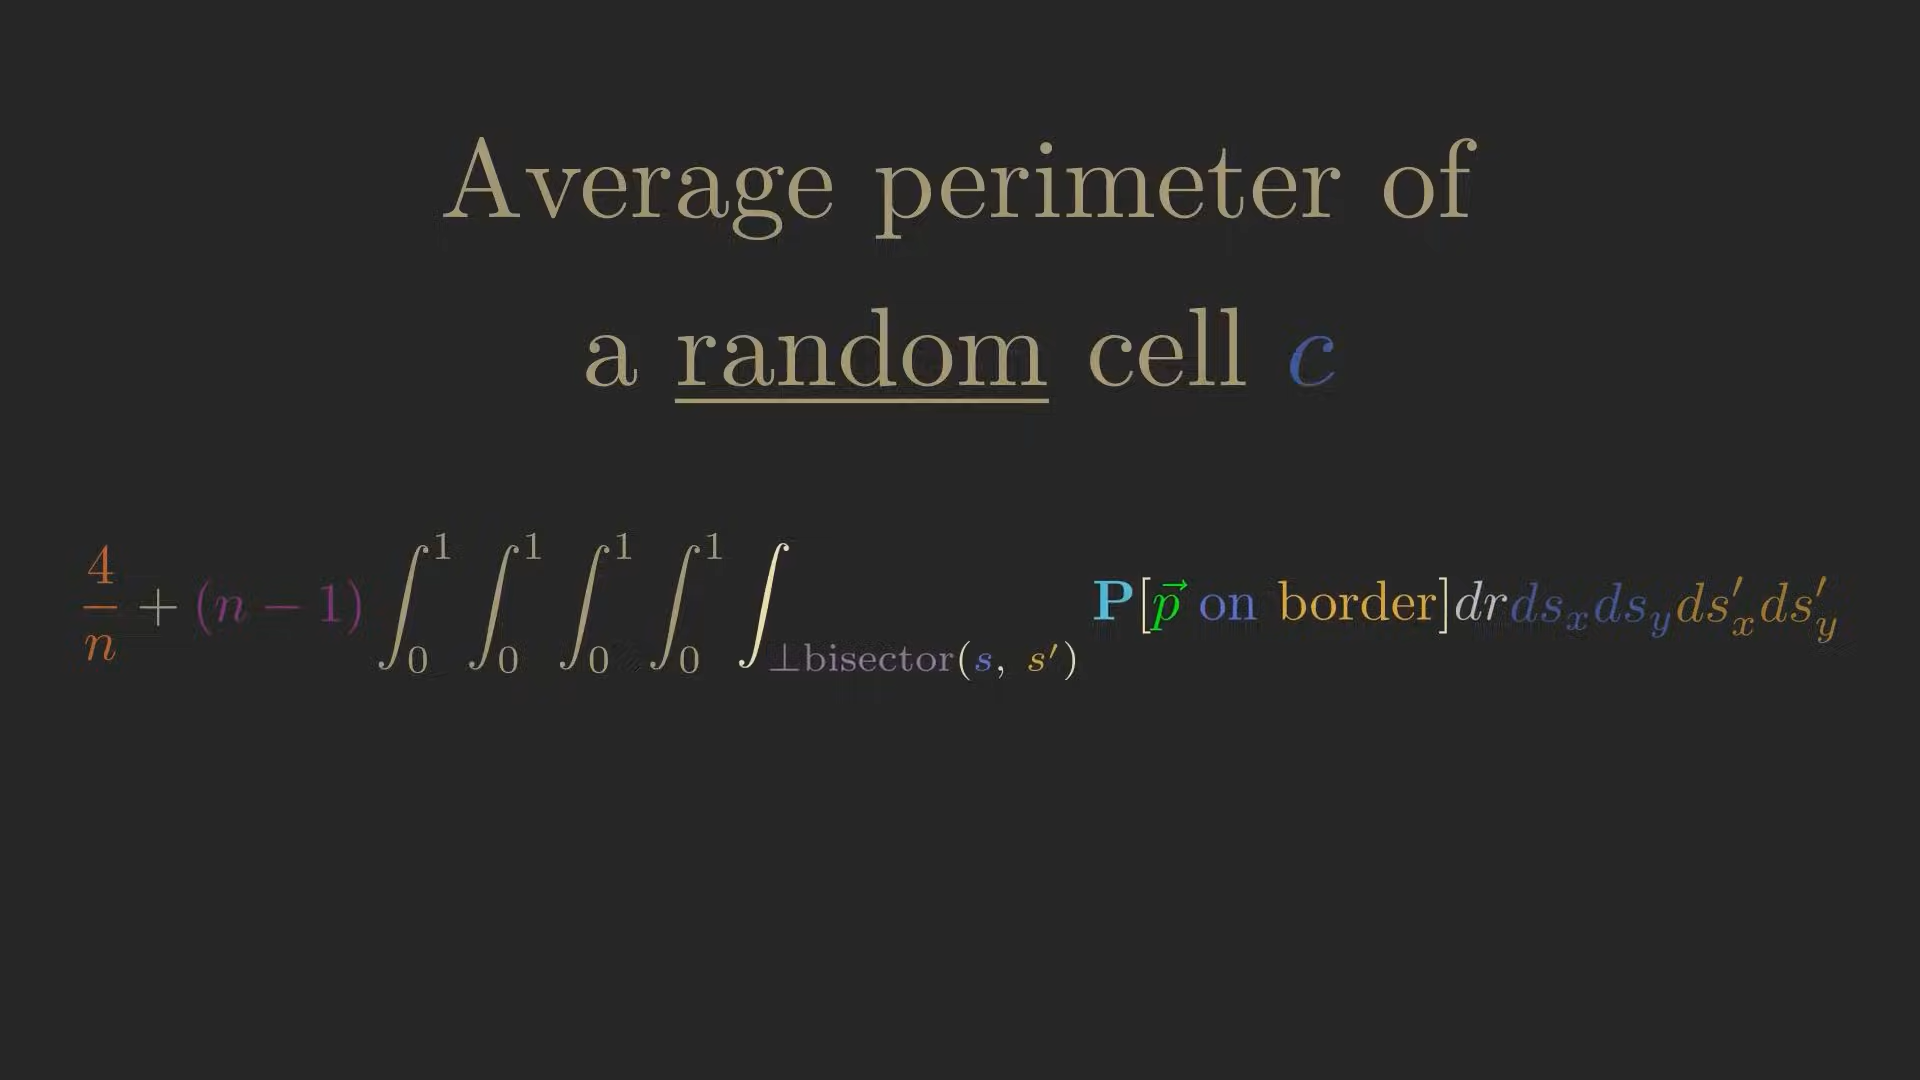 Average perimeter of
a random cell c
4/n + (n − 1) ∫₀¹ ∫₀¹ ∫₀¹ ∫₀¹ ∫_{⊥bisector(s, s′)} P[p⃗ on border]dr ds_x ds_y ds′_x ds′_y